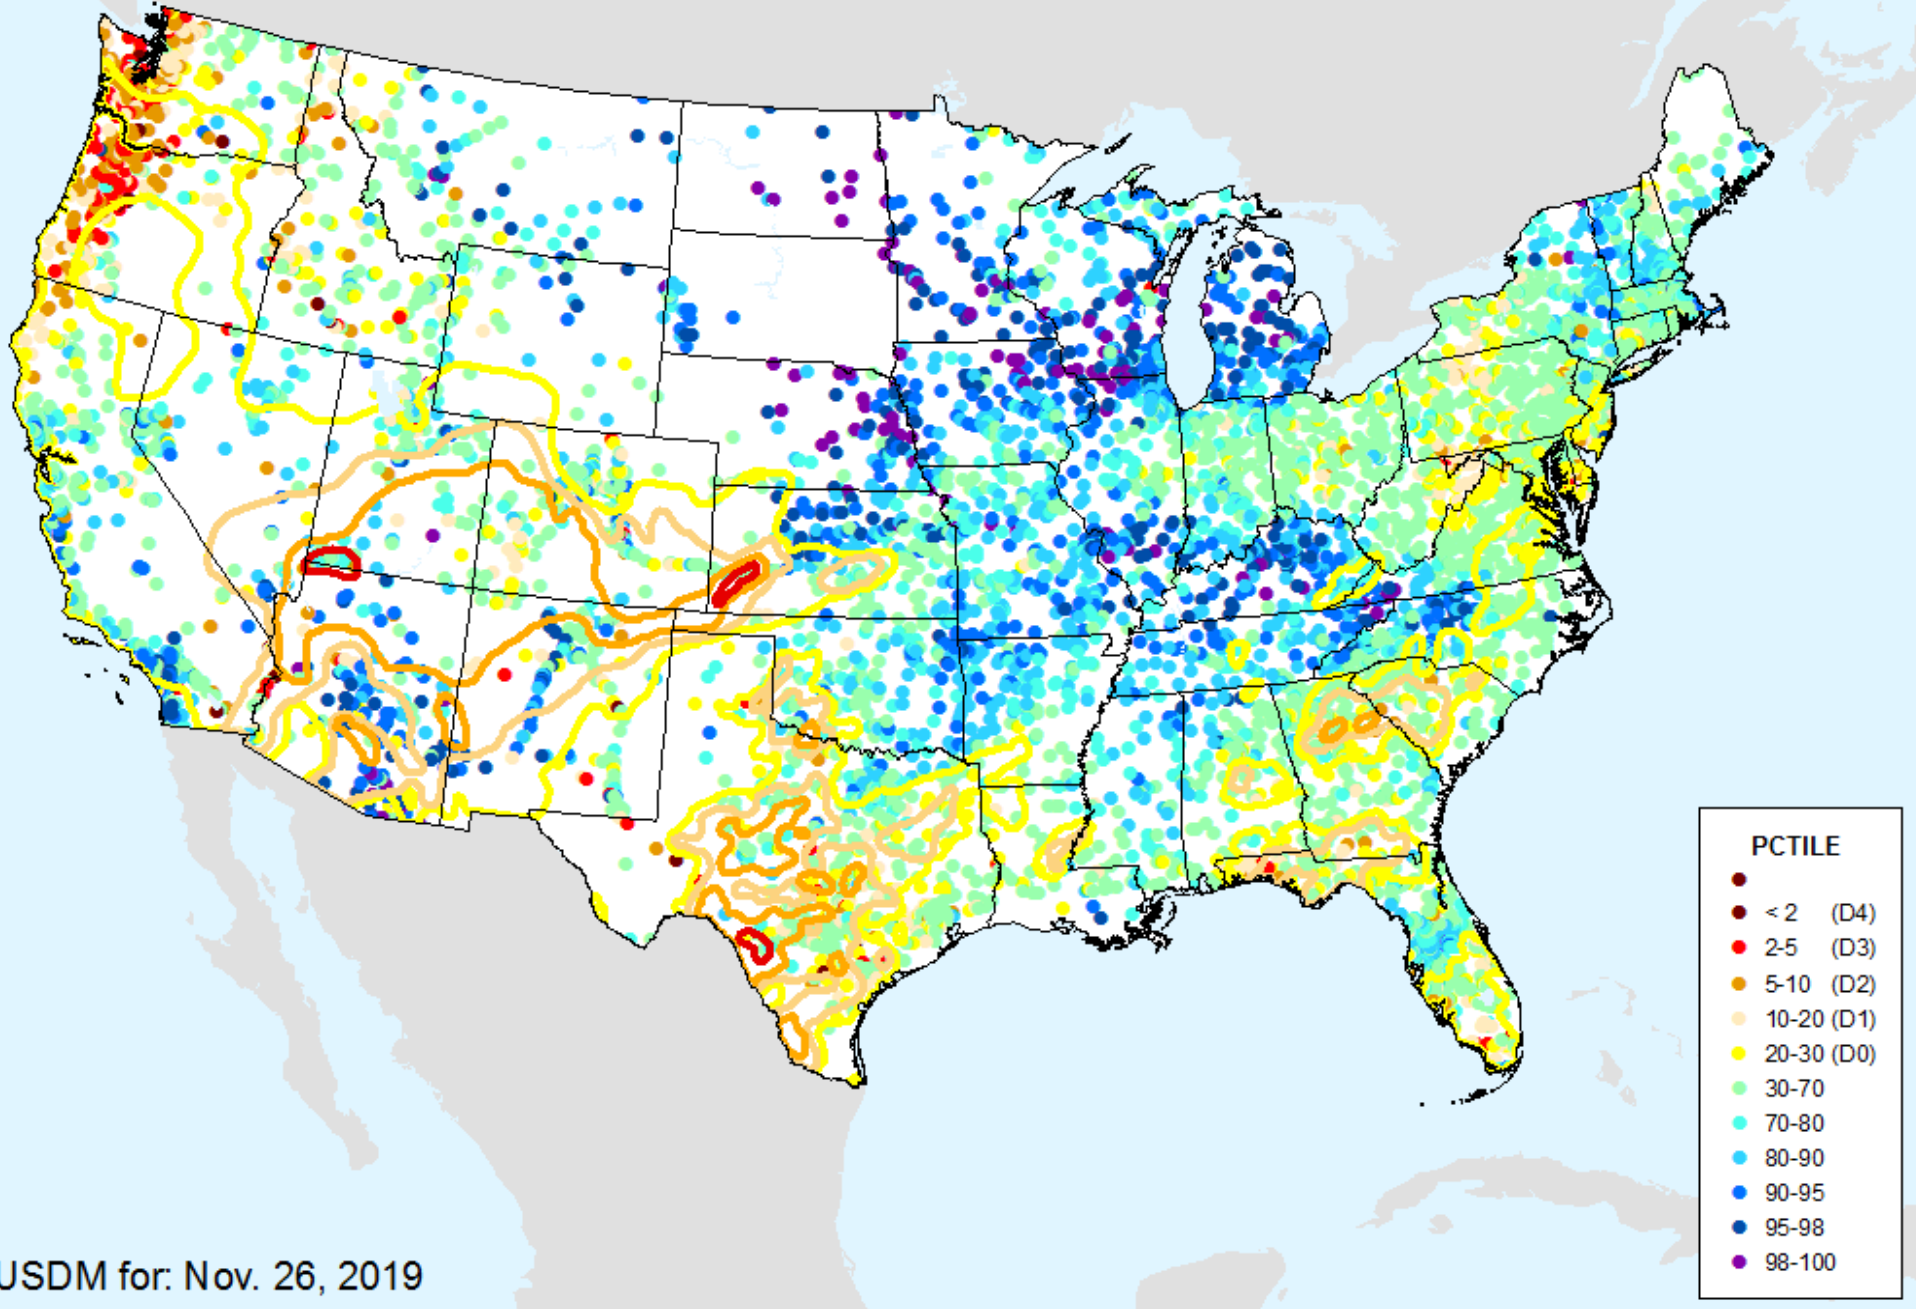 PCTILE
< 2 (D4)
2-5 (D3)
5-10 (D2)
10-20 (D1)
20-30 (D0)
30-70
70-80
80-90
90-95
95-98
98-100
USDM for: Nov. 26, 2019